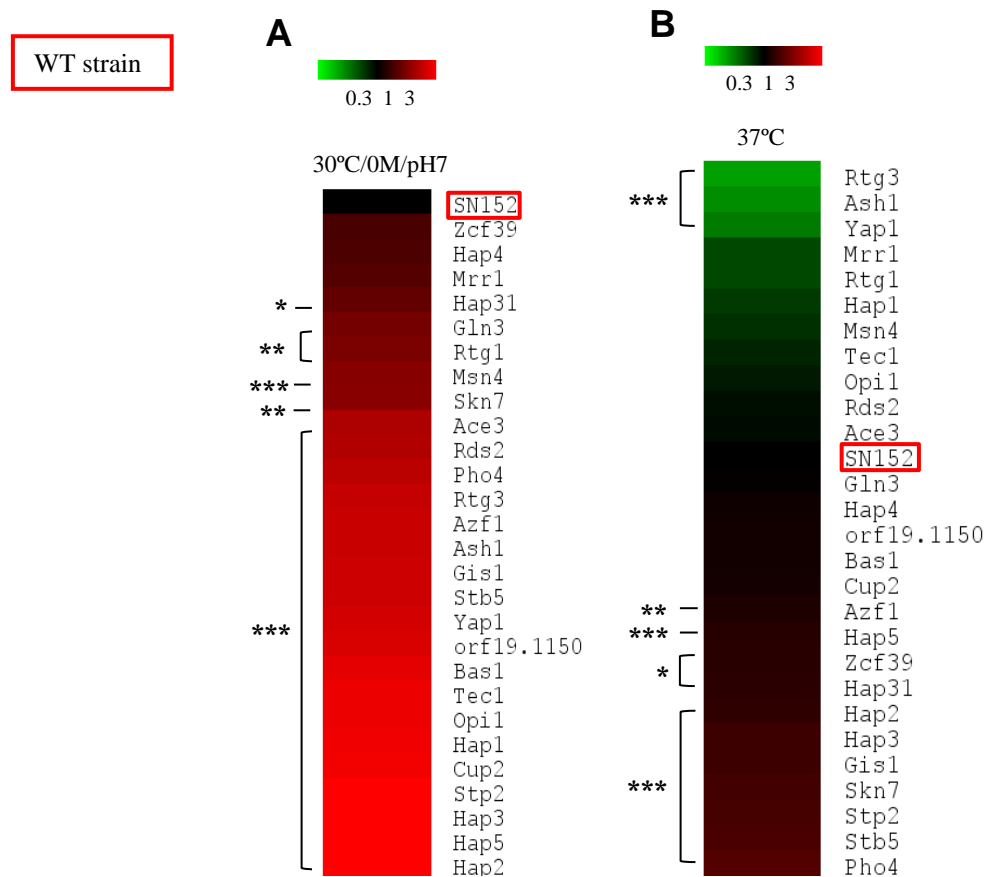 WT strain
A
0.3 1 3
30ºC/0M/pH7
SN152
Zcf39
Hap4
Mrr1
* Hap31
Gln3
** Rtg1
*** Msn4
Skn7
** Ace3
Rds2
Pho4
Rtg3
Azf1
Ash1
Gis1
Stb5
*** Yap1
orf19.1150
Bas1
Tec1
Opi1
Hap1
Cup2
Stp2
Hap3
Hap5
Hap2
B
0.3 1 3
37ºC
Rtg3
*** Ash1
Yap1
Mrr1
Rtg1
Hap1
Msn4
Tec1
Opi1
Rds2
Ace3
SN152
Gln3
Hap4
orf19.1150
Bas1
Cup2
** Azf1
*** Hap5
* Zcf39
Hap31
Hap2
Hap3
Gis1
*** Skn7
Stp2
Stb5
Pho4